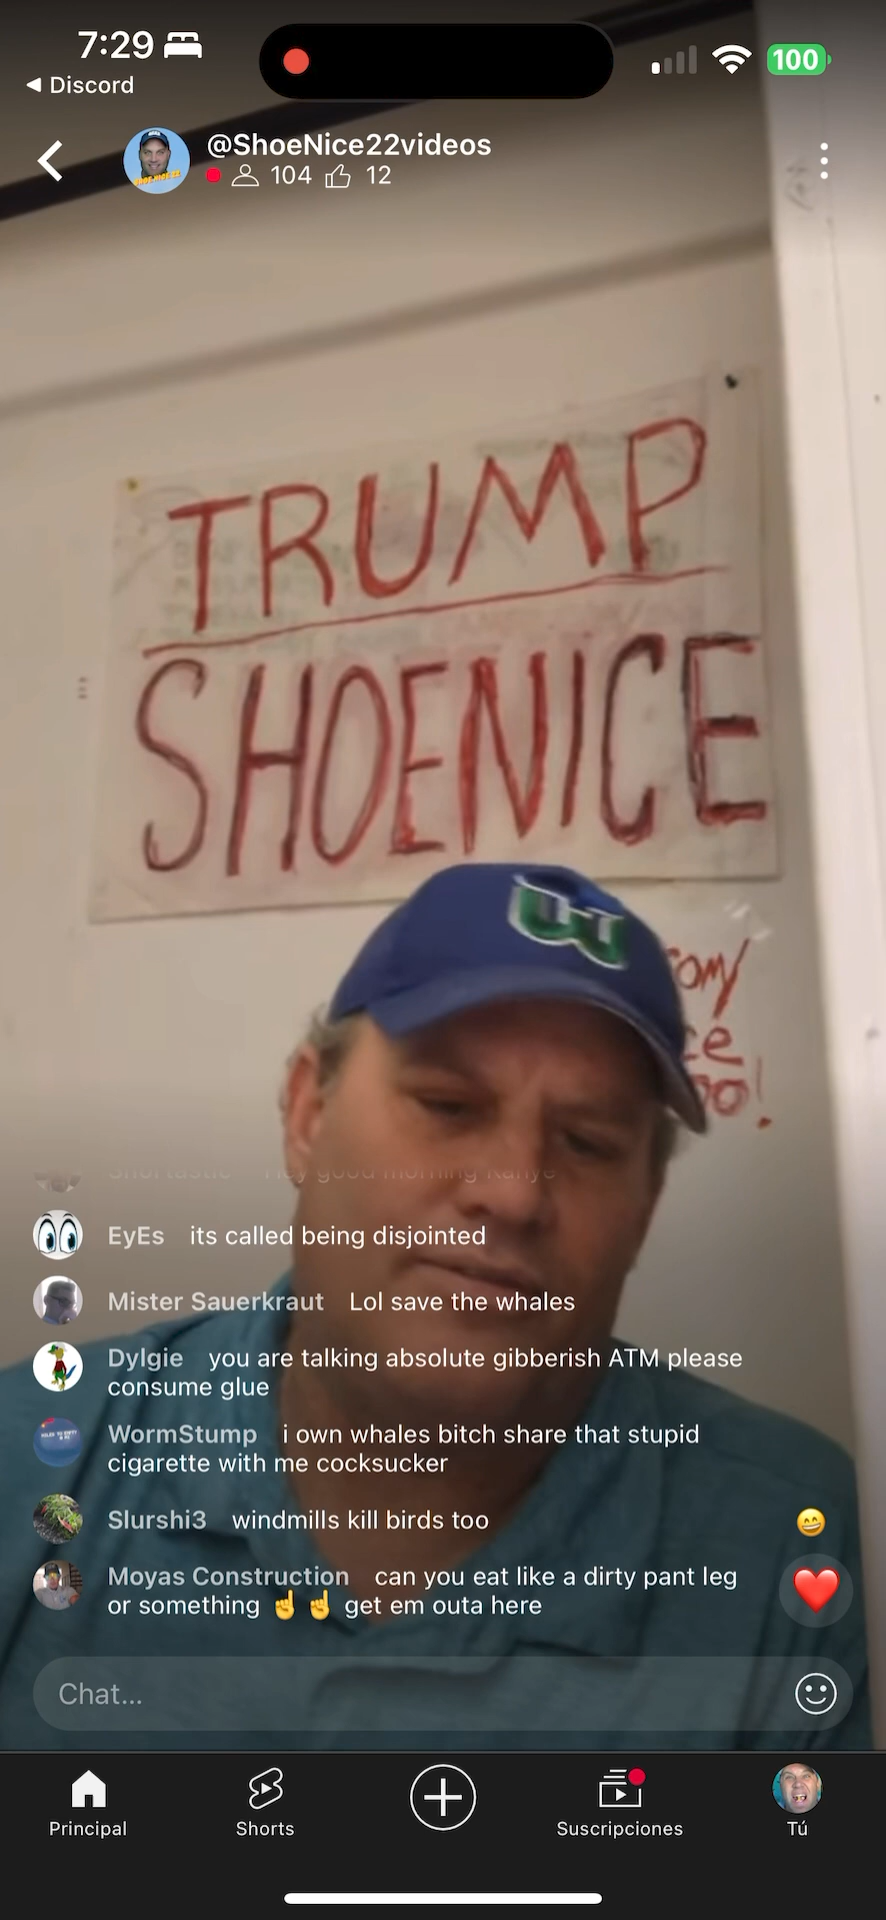 7:29
100
Discord
@ShoeNice22videos
104 12
TRUMP
SHOENICE
EyEs its called being disjointed
Mister Sauerkraut Lol save the whales
Dylgie you are talking absolute gibberish ATM please
consume glue
WormStump i own whales bitch share that stupid
cigarette with me cocksucker
Slurshi3 windmills kill birds too
😄
Moyas Construction can you eat like a dirty pant leg
or something ☝️ ☝️ get em outa here
Chat...
Principal
Shorts
Suscripciones
Tú